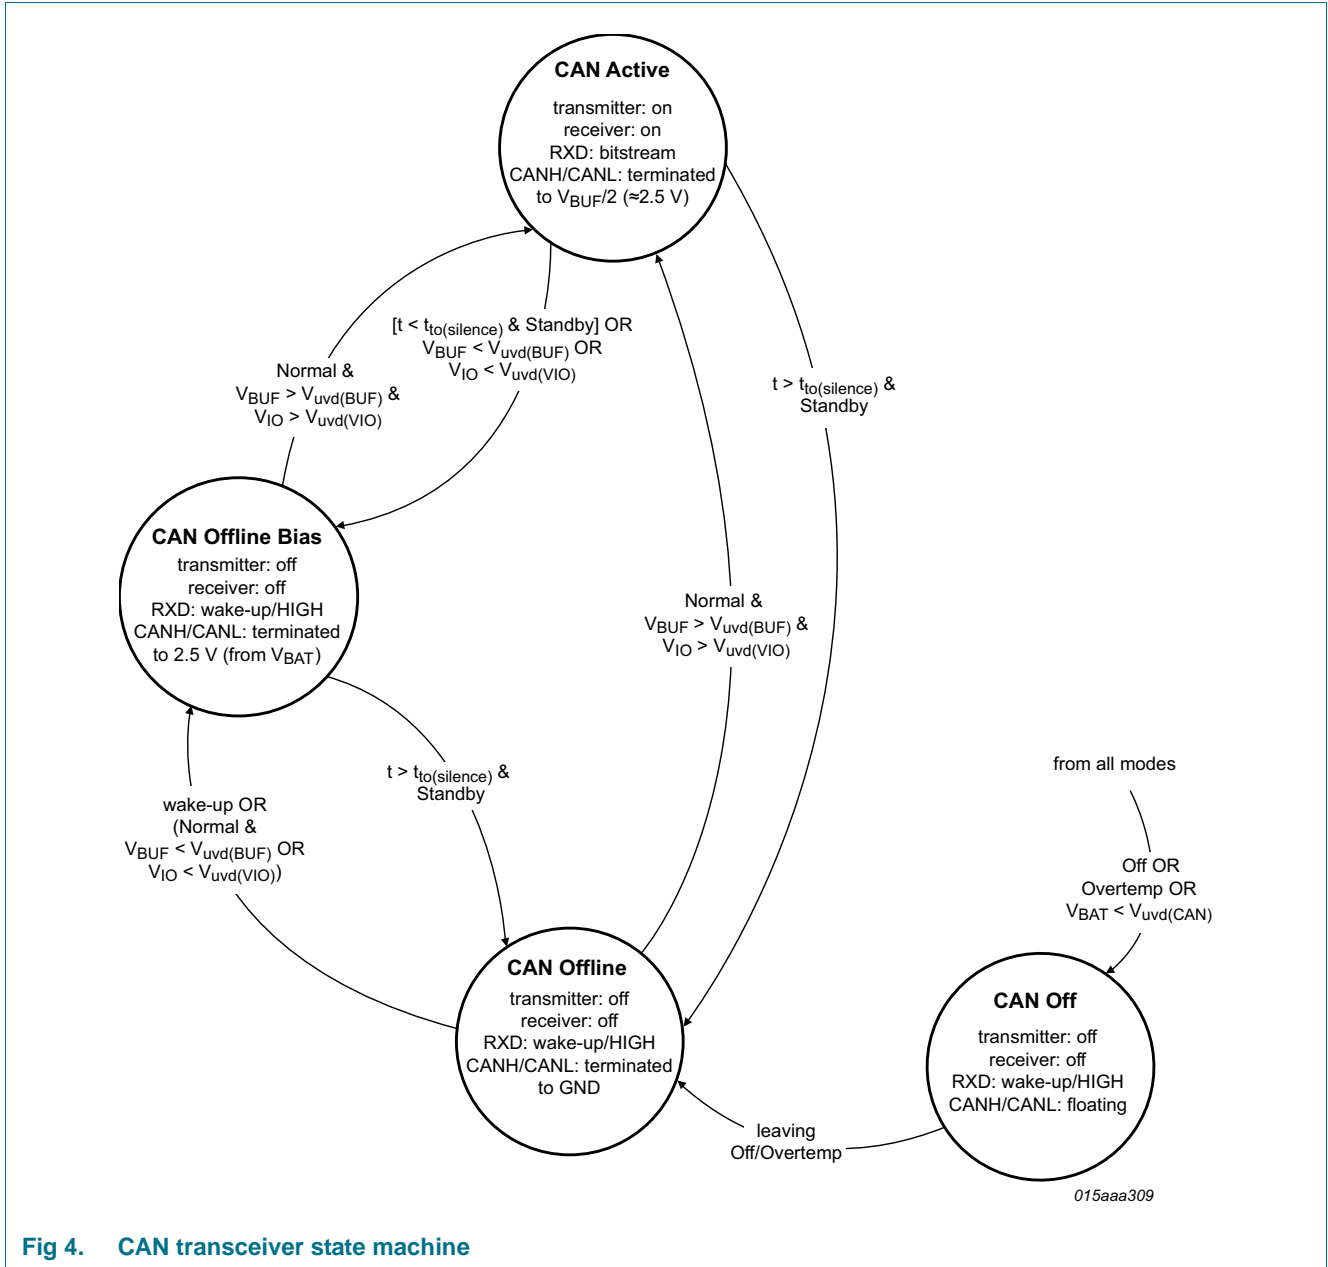 CAN Active
transmitter: on
receiver: on
RXD: bitstream
CANH/CANL: terminated
to VBUF/2 (≈2.5 V)
[t < tto(silence) & Standby] OR
VBUF < Vuvd(BUF) OR
VIO < Vuvd(VIO)
Normal &
VBUF > Vuvd(BUF) &
VIO > Vuvd(VIO)
t > tto(silence) &
Standby
CAN Offline Bias
transmitter: off
receiver: off
RXD: wake-up/HIGH
CANH/CANL: terminated
to 2.5 V (from VBAT)
Normal &
VBUF > Vuvd(BUF) &
VIO > Vuvd(VIO)
t > tto(silence) &
Standby
wake-up OR
(Normal &
VBUF < Vuvd(BUF) OR
VIO < Vuvd(VIO))
from all modes
Off OR
Overtemp OR
VBAT < Vuvd(CAN)
CAN Offline
transmitter: off
receiver: off
RXD: wake-up/HIGH
CANH/CANL: terminated
to GND
CAN Off
transmitter: off
receiver: off
RXD: wake-up/HIGH
CANH/CANL: floating
leaving
Off/Overtemp
015aaa309
Fig 4. CAN transceiver state machine